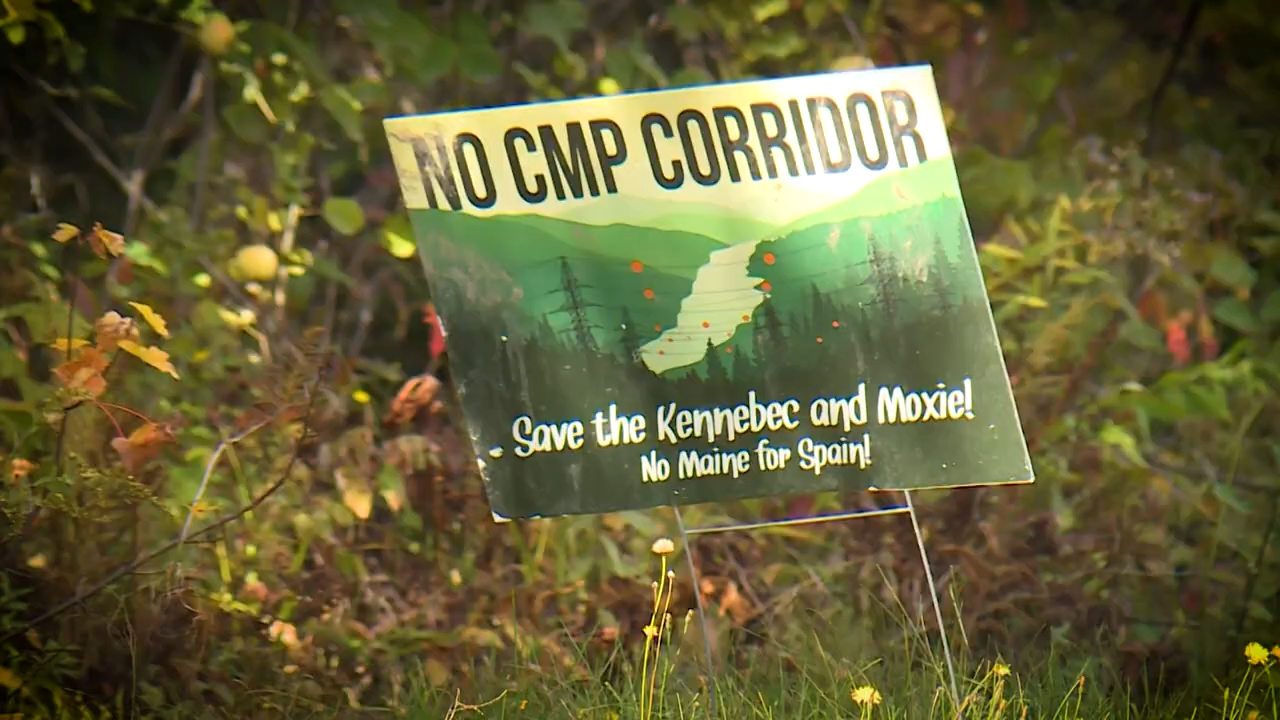 NO CMP CORRIDOR
Save the Kennebec and Moxie!
No Maine for Spain!